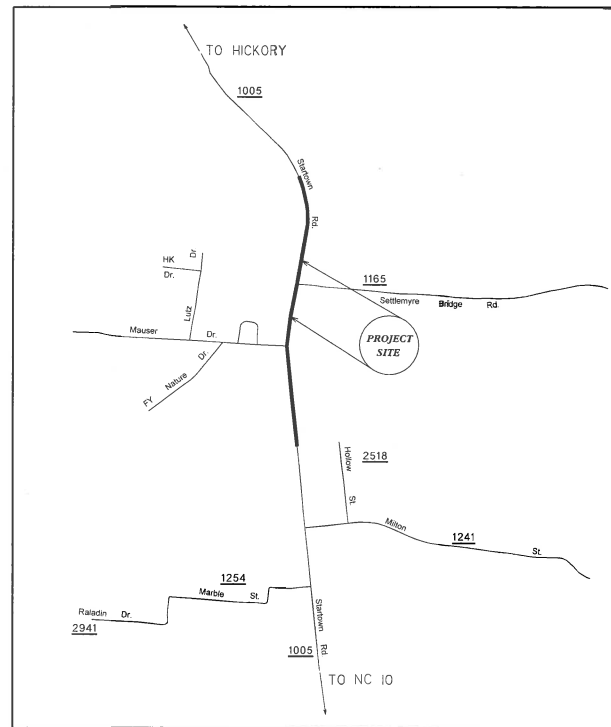 TO HICKORY
1005
Startown
Rd.
HK
Dr.
Dr
Lutz
1165
Settlemyre Bridge Rd.
Mauser Dr.
PROJECT
SITE
FY Nature Dr.
Hollow
St.
2518
Milton
1241
St.
1254
Marble St.
Raladin Dr.
2941
Startown
Rd
1005
TO NC 10